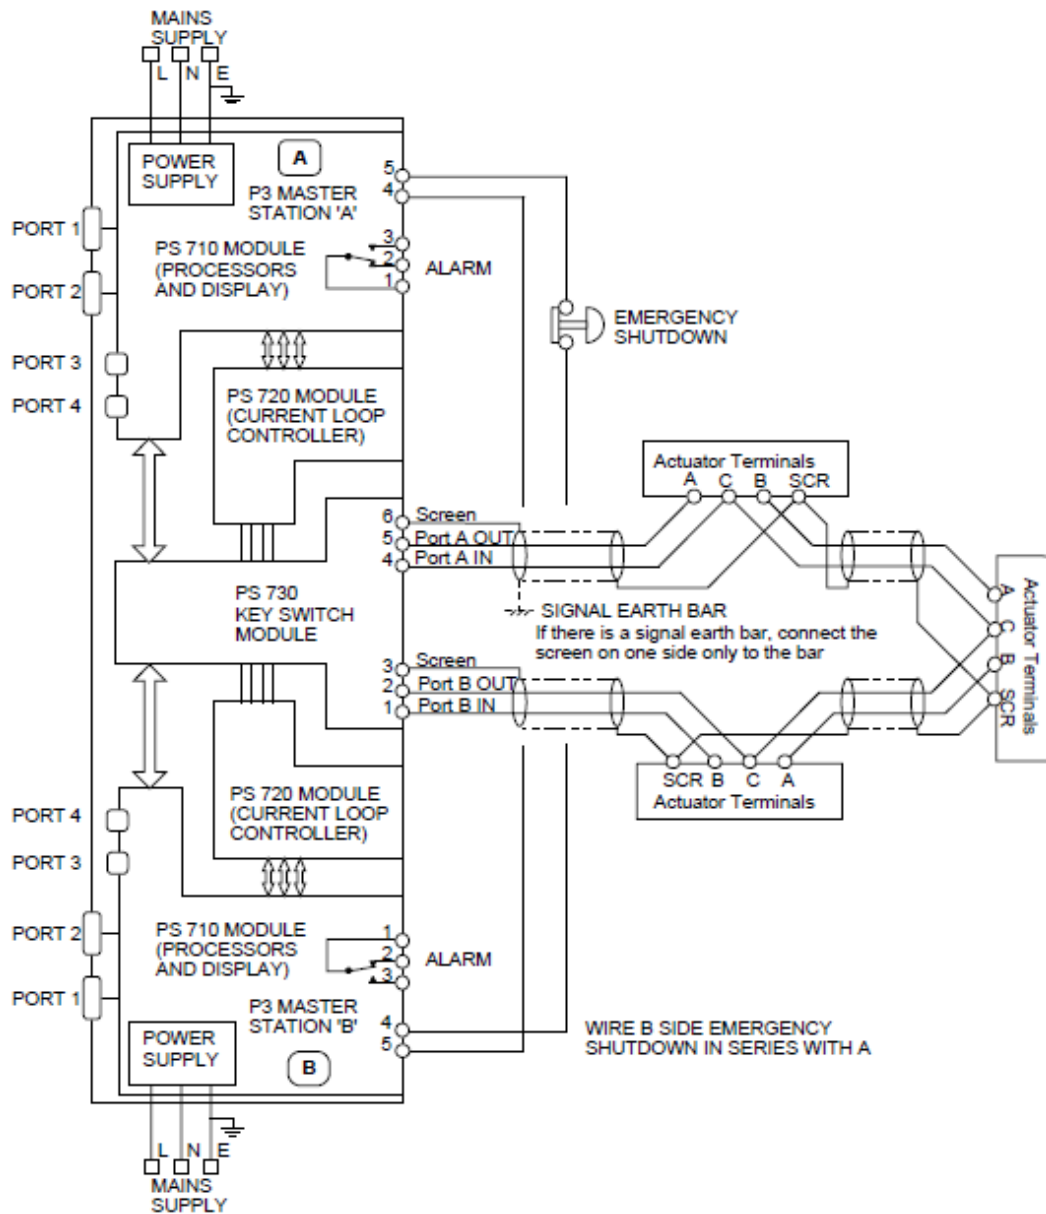 MAINS
SUPPLY
L N E
POWER
SUPPLY
A
P3 MASTER
STATION 'A'
5
4
PORT 1
PS 710 MODULE
(PROCESSORS
AND DISPLAY)
3
2
1
ALARM
PORT 2
EMERGENCY
SHUTDOWN
PORT 3
PORT 4
PS 720 MODULE
(CURRENT LOOP
CONTROLLER)
Actuator Terminals
A C B SCR
6 Screen
5 Port A OUT
4 Port A IN
PS 730
KEY SWITCH
MODULE
SIGNAL EARTH BAR
If there is a signal earth bar, connect the
screen on one side only to the bar
A
C
B
SCR
Actuator Terminals
3 Screen
2 Port B OUT
1 Port B IN
SCR B C A
Actuator Terminals
PS 720 MODULE
(CURRENT LOOP
CONTROLLER)
PORT 4
PORT 3
PORT 2
PS 710 MODULE
(PROCESSORS
AND DISPLAY)
1
2
3
ALARM
PORT 1
P3 MASTER
STATION 'B'
4
5
WIRE B SIDE EMERGENCY
SHUTDOWN IN SERIES WITH A
POWER
SUPPLY
B
L N E
MAINS
SUPPLY